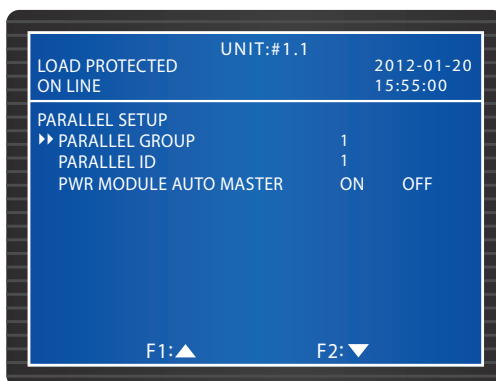 UNIT:#1.1
LOAD PROTECTED 2012-01-20
ON LINE 15:55:00
PARALLEL SETUP
PARALLEL GROUP 1
PARALLEL ID 1
PWR MODULE AUTO MASTER ON OFF
F1: F2: